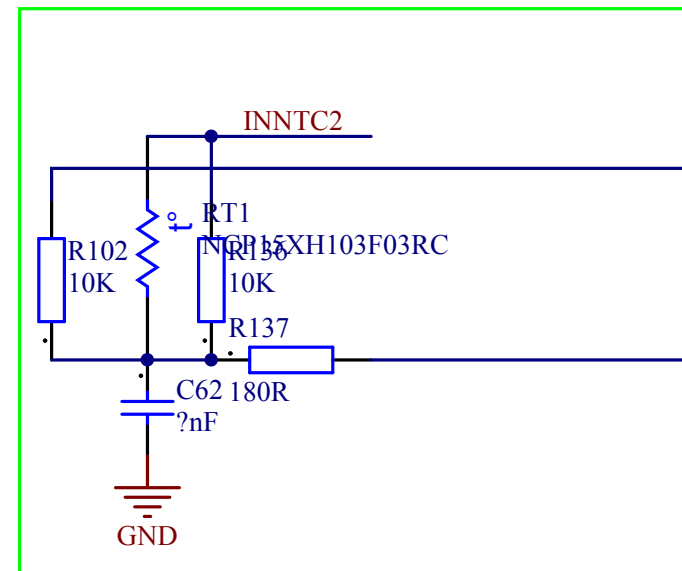 INNTC2
t°
RT1
NCP15XH103F03RC
R102
10K
R136
10K
R137
180R
C62
?nF
GND